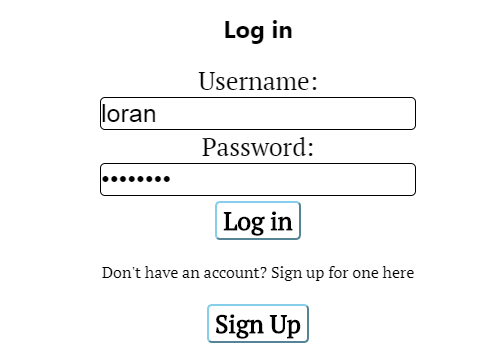 Log in
Username:
loran
Password:
••••••••
Log in
Don't have an account? Sign up for one here
Sign Up